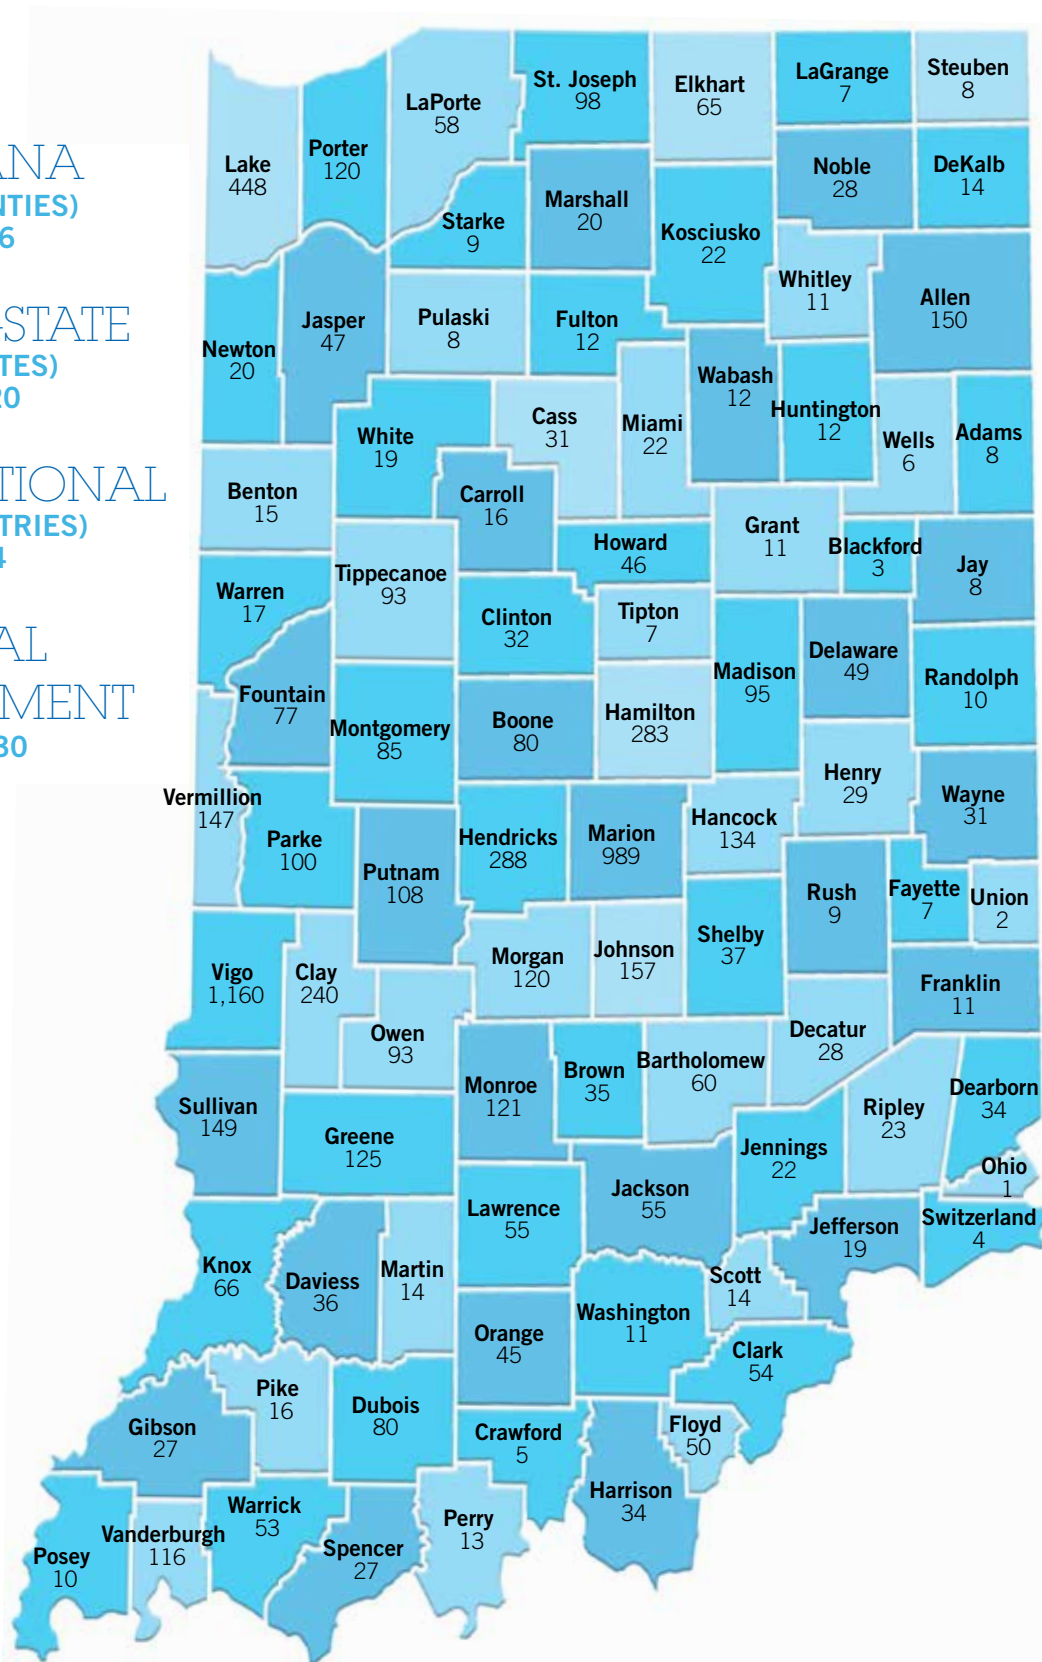 ANA
NTIES)
6
-STATE
TES)
20
TIONAL
TRIES)
4
AL
MENT
30
Lake
448
Porter
120
LaPorte
58
St. Joseph
98
Elkhart
65
LaGrange
7
Steuben
8
Starke
9
Marshall
20
Kosciusko
22
Noble
28
DeKalb
14
Newton
20
Jasper
47
Pulaski
8
Fulton
12
Whitley
11
Allen
150
White
19
Cass
31
Miami
22
Wabash
12
Huntington
12
Wells
6
Adams
8
Benton
15
Carroll
16
Howard
46
Grant
11
Blackford
3
Jay
8
Warren
17
Tippecanoe
93
Clinton
32
Tipton
7
Madison
95
Delaware
49
Randolph
10
Fountain
77
Montgomery
85
Boone
80
Hamilton
283
Henry
29
Wayne
31
Vermillion
147
Parke
100
Putnam
108
Hendricks
288
Marion
989
Hancock
134
Rush
9
Fayette
7
Union
2
Vigo
1,160
Clay
240
Owen
93
Morgan
120
Johnson
157
Shelby
37
Franklin
11
Decatur
28
Sullivan
149
Greene
125
Monroe
121
Brown
35
Bartholomew
60
Jennings
22
Ripley
23
Dearborn
34
Ohio
1
Knox
66
Daviess
36
Martin
14
Lawrence
55
Jackson
55
Jefferson
19
Switzerland
4
Scott
14
Washington
11
Orange
45
Clark
54
Floyd
50
Gibson
27
Pike
16
Dubois
80
Crawford
5
Harrison
34
Posey
10
Vanderburgh
116
Warrick
53
Spencer
27
Perry
13